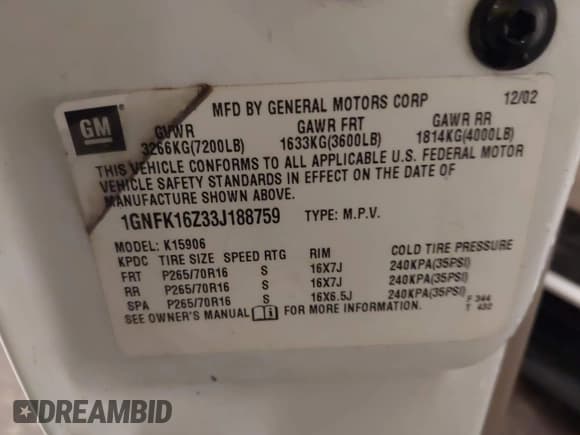 GM
MFD BY GENERAL MOTORS CORP 12/02
GVWR GAWR FRT GAWR RR
3266KG(7200LB) 1633KG(3600LB) 1814KG(4000LB)
THIS VEHICLE CONFORMS TO ALL APPLICABLE U.S. FEDERAL MOTOR
VEHICLE SAFETY STANDARDS IN EFFECT ON THE DATE OF
MANUFACTURE SHOWN ABOVE.
1GNFK16Z33J188759 TYPE: M.P.V.
MODEL: K15906
KPDC TIRE SIZE SPEED RTG RIM COLD TIRE PRESSURE
FRT P265/70R16 S 16X7J 240KPA(35PSI)
RR P265/70R16 S 16X7J 240KPA(35PSI)
SPA P265/70R16 S 16X6.5J 240KPA(35PSI)
SEE OWNER'S MANUAL FOR MORE INFORMATION. F 344
T 432
DREAMBID